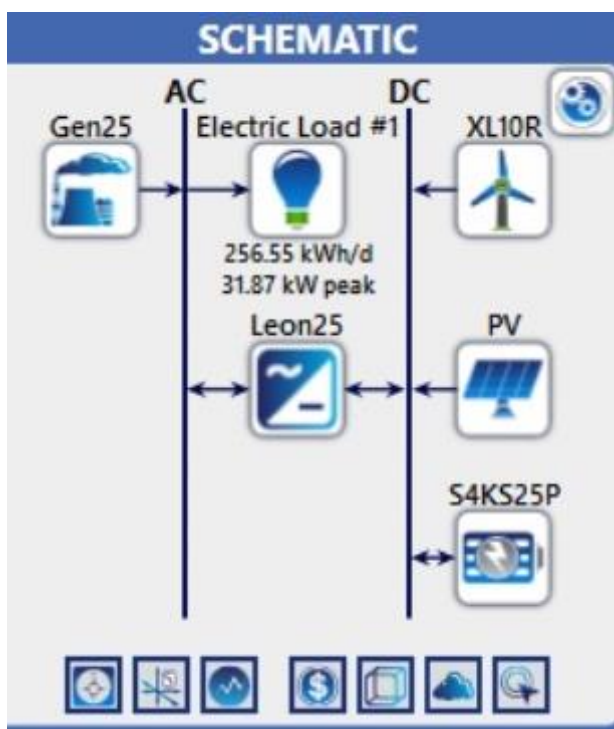 SCHEMATIC
AC DC
Gen25 Electric Load #1 XL10R
256.55 kWh/d
31.87 kW peak
Leon25 PV
S4KS25P